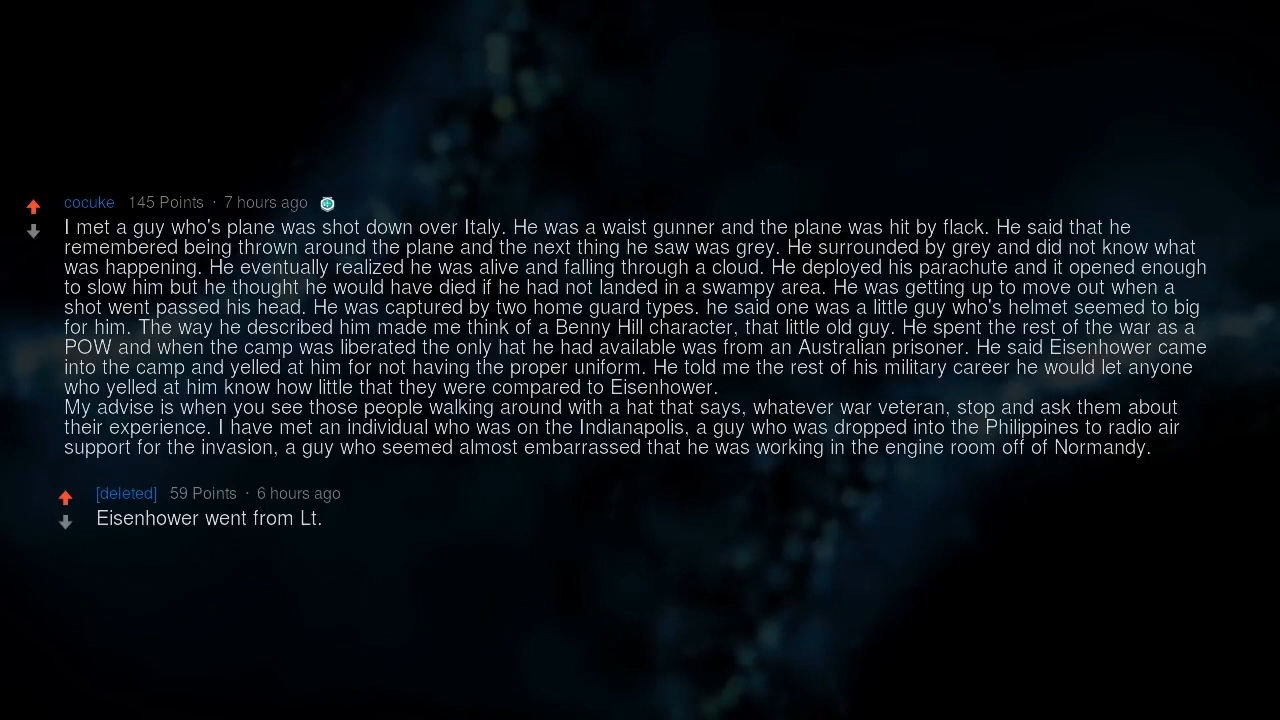 cocuke 145 Points · 7 hours ago
I met a guy who's plane was shot down over Italy. He was a waist gunner and the plane was hit by flack. He said that he
remembered being thrown around the plane and the next thing he saw was grey. He surrounded by grey and did not know what
was happening. He eventually realized he was alive and falling through a cloud. He deployed his parachute and it opened enough
to slow him but he thought he would have died if he had not landed in a swampy area. He was getting up to move out when a
shot went passed his head. He was captured by two home guard types. he said one was a little guy who's helmet seemed to big
for him. The way he described him made me think of a Benny Hill character, that little old guy. He spent the rest of the war as a
POW and when the camp was liberated the only hat he had available was from an Australian prisoner. He said Eisenhower came
into the camp and yelled at him for not having the proper uniform. He told me the rest of his military career he would let anyone
who yelled at him know how little that they were compared to Eisenhower.
My advise is when you see those people walking around with a hat that says, whatever war veteran, stop and ask them about
their experience. I have met an individual who was on the Indianapolis, a guy who was dropped into the Philippines to radio air
support for the invasion, a guy who seemed almost embarrassed that he was working in the engine room off of Normandy.
[deleted] 59 Points · 6 hours ago
Eisenhower went from Lt.